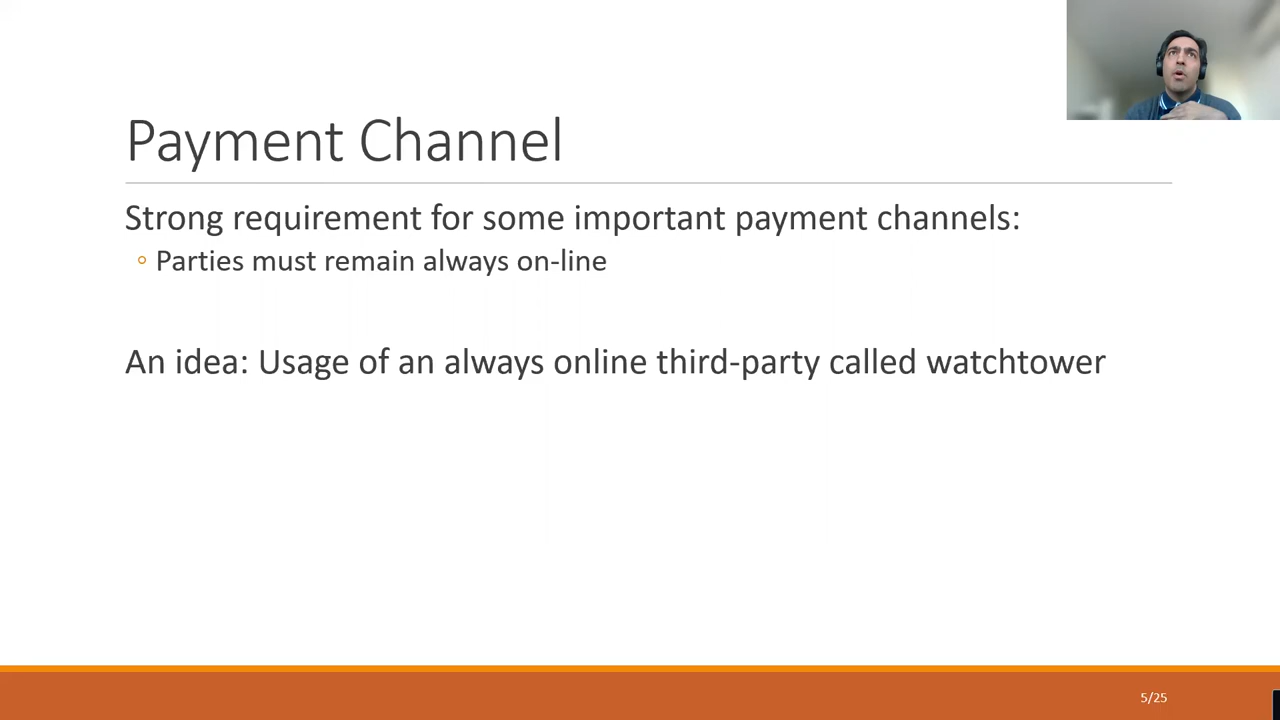 Payment Channel
Strong requirement for some important payment channels:
◦ Parties must remain always on-line
An idea: Usage of an always online third-party called watchtower
5/25